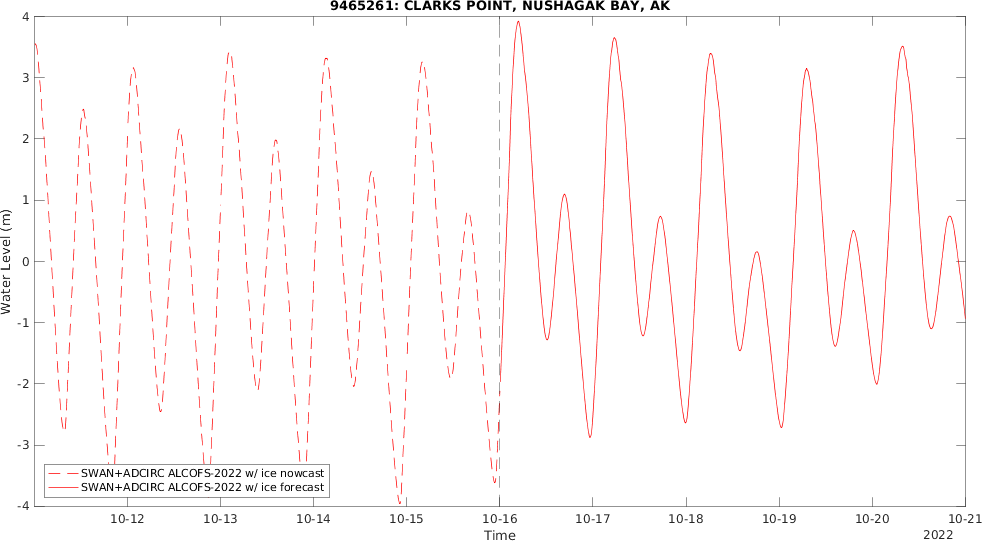 9465261: CLARKS POINT, NUSHAGAK BAY, AK
4
3
2
1
0
-1
-2
-3
-4
Water Level (m)
SWAN+ADCIRC ALCOFS-2022 w/ ice nowcast
SWAN+ADCIRC ALCOFS-2022 w/ ice forecast
10-12 10-13 10-14 10-15 10-16 10-17 10-18 10-19 10-20 10-21
Time
2022